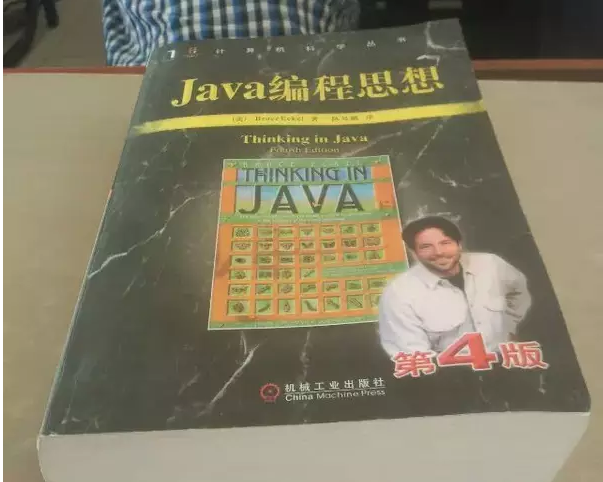 计算机科学丛书
Java编程思想
(美) Bruce Eckel 著 陈昊鹏 译
Thinking in Java
Fourth Edition
THINKING IN
JAVA
第4版
机械工业出版社
China Machine Press